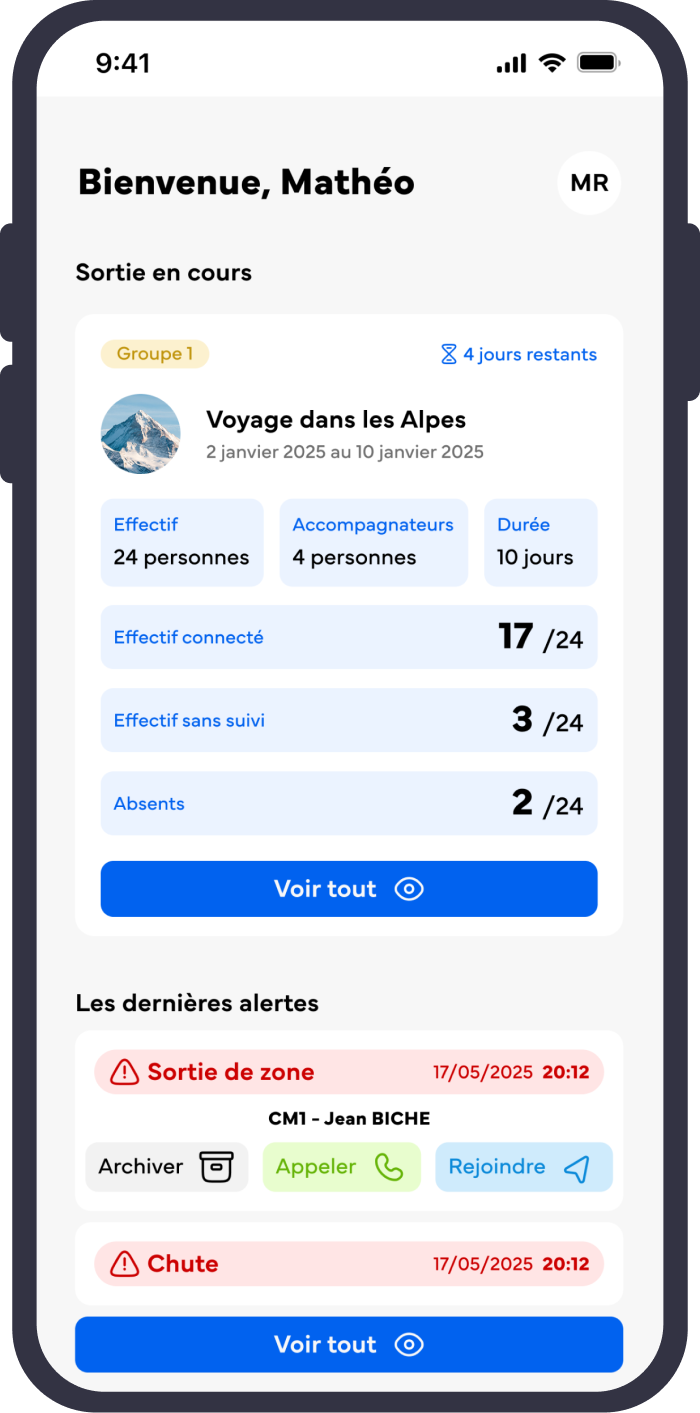 9:41
Bienvenue, Mathéo
MR
Sortie en cours
Groupe 1
4 jours restants
Voyage dans les Alpes
2 janvier 2025 au 10 janvier 2025
Effectif
24 personnes
Accompagnateurs
4 personnes
Durée
10 jours
Effectif connecté
17 /24
Effectif sans suivi
3 /24
Absents
2 /24
Voir tout
Les dernières alertes
Sortie de zone
17/05/2025 20:12
CM1 - Jean BICHE
Archiver
Appeler
Rejoindre
Chute
17/05/2025 20:12
Voir tout